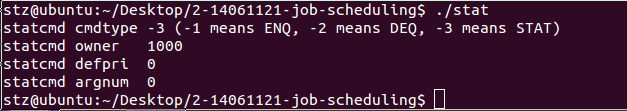 stz@ubuntu:~/Desktop/2-14061121-job-scheduling$ ./stat
statcmd cmdtype -3 (-1 means ENQ, -2 means DEQ, -3 means STAT)
statcmd owner   1000
statcmd defpri  0
statcmd argnum  0
stz@ubuntu:~/Desktop/2-14061121-job-scheduling$